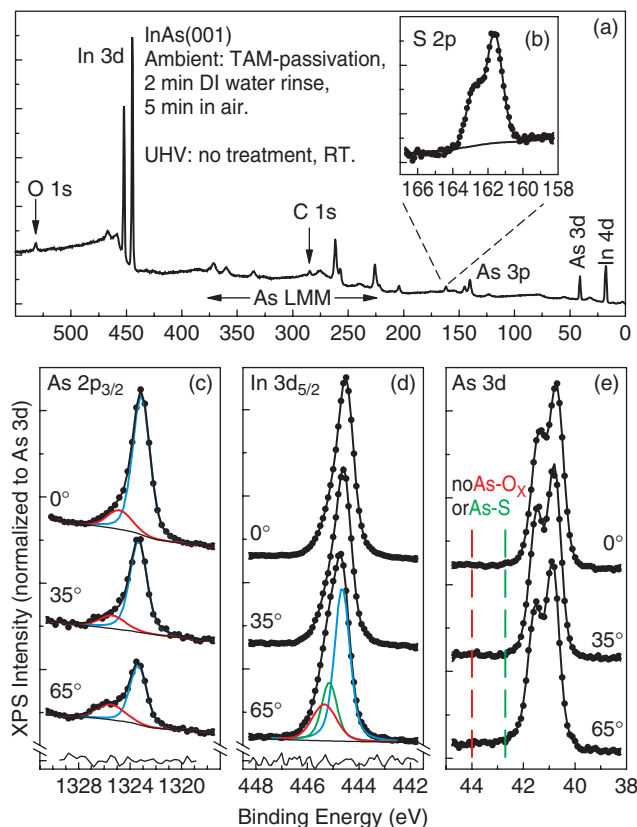 (a)
In 3d
InAs(001)
Ambient: TAM-passivation,
2 min DI water rinse,
5 min in air.
UHV: no treatment, RT.
S 2p
(b)
166 164 162 160 158
O 1s
C 1s
As LMM
As 3p
As 3d
In 4d
500 450 400 350 300 250 200 150 100 50 0
XPS Intensity (normalized to As 3d)
As 2p3/2 (c)
0°
35°
65°
1328 1324 1320
In 3d5/2 (d)
0°
35°
65°
448 445 442
As 3d (e)
noAs-OX
orAs-S
0°
35°
65°
44 42 40 38
Binding Energy (eV)